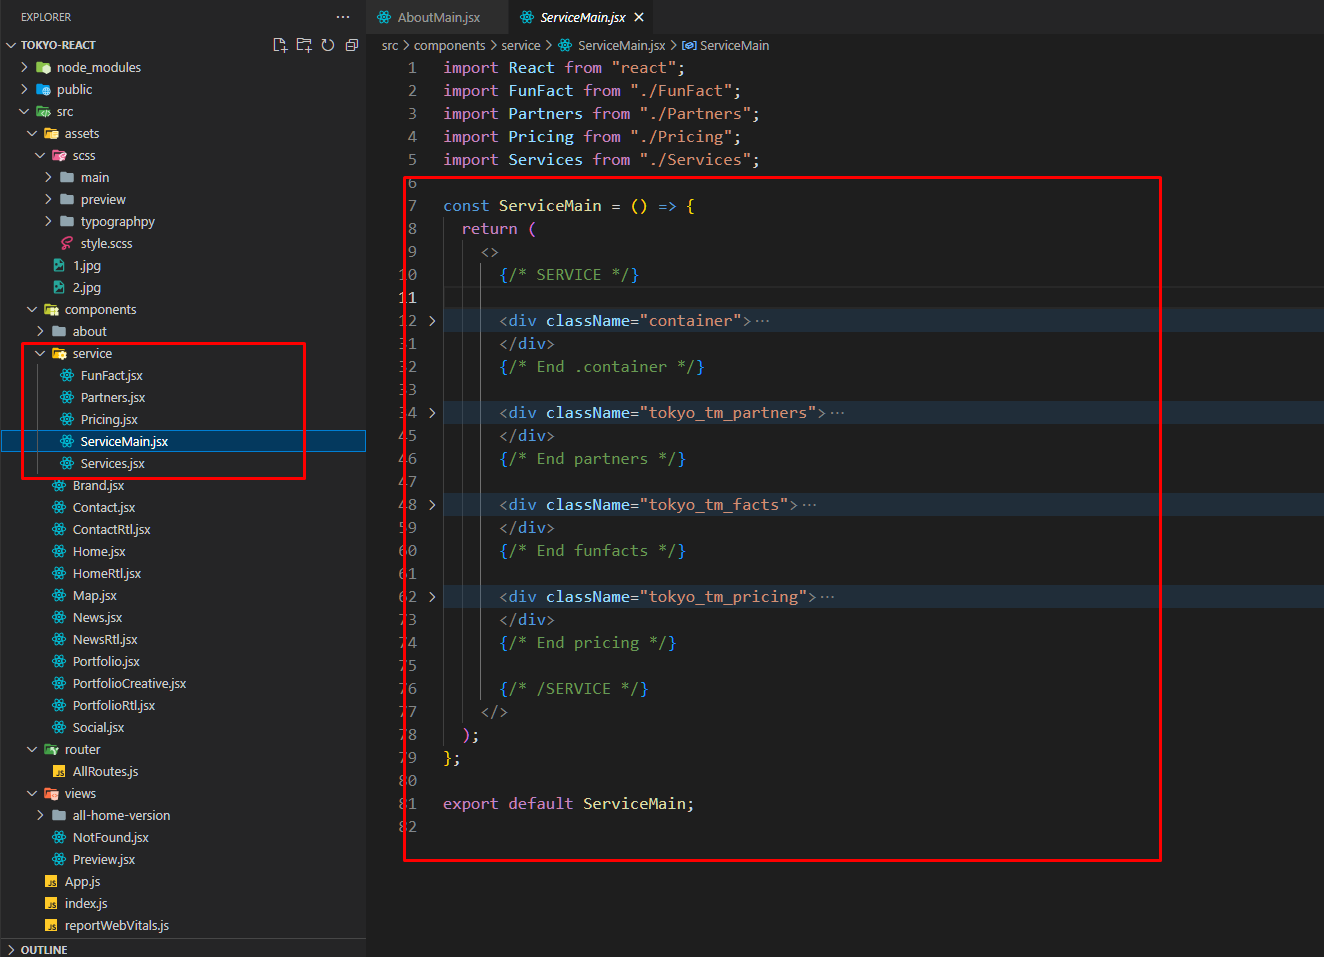 EXPLORER
TOKYO-REACT
node_modules
public
src
assets
scss
main
preview
typographpy
style.scss
1.jpg
2.jpg
components
about
service
FunFact.jsx
Partners.jsx
Pricing.jsx
ServiceMain.jsx
Services.jsx
Brand.jsx
Contact.jsx
ContactRtl.jsx
Home.jsx
HomeRtl.jsx
Map.jsx
News.jsx
NewsRtl.jsx
Portfolio.jsx
PortfolioCreative.jsx
PortfolioRtl.jsx
Social.jsx
router
JS AllRoutes.js
views
all-home-version
NotFound.jsx
Preview.jsx
JS App.js
JS index.js
JS reportWebVitals.js
OUTLINE
AboutMain.jsx
ServiceMain.jsx
src > components > service > ServiceMain.jsx > ServiceMain
1 import React from "react";
2 import FunFact from "./FunFact";
3 import Partners from "./Partners";
4 import Pricing from "./Pricing";
5 import Services from "./Services";
6
7 const ServiceMain = () => {
8 return (
9 <>
10 {/* SERVICE */}
11
12 <div className="container">···
31 </div>
32 {/* End .container */}
33
34 <div className="tokyo_tm_partners">···
45 </div>
46 {/* End partners */}
47
48 <div className="tokyo_tm_facts">···
59 </div>
60 {/* End funfacts */}
61
62 <div className="tokyo_tm_pricing">···
73 </div>
74 {/* End pricing */}
75
76 {/* /SERVICE */}
77 </>
78 );
79 };
80
81 export default ServiceMain;
82